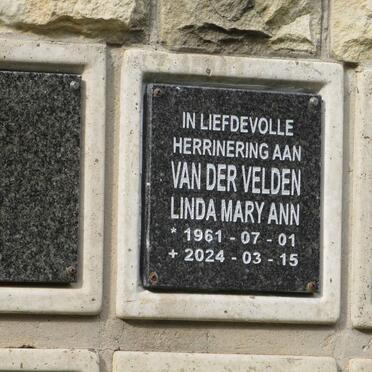 IN LIEFDEVOLLE
HERRINERING AAN
VAN DER VELDEN
LINDA MARY ANN
* 1961 - 07 - 01
+ 2024 - 03 - 15